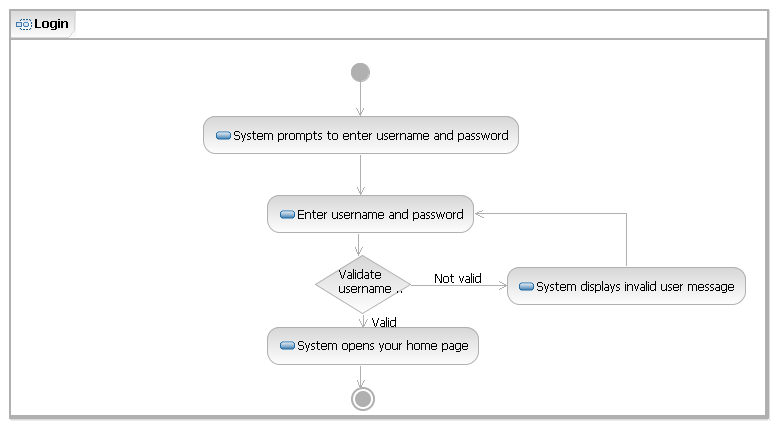 Login
System prompts to enter username and password
Enter username and password
Validate
username ..
Not valid
System displays invalid user message
Valid
System opens your home page